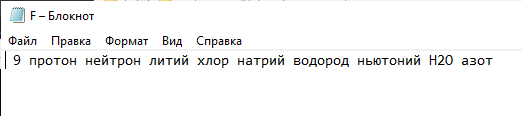 F – Блокнот
Файл Правка Формат Вид Справка
9 протон нейтрон литий хлор натрий водород ньютоний H2O азот